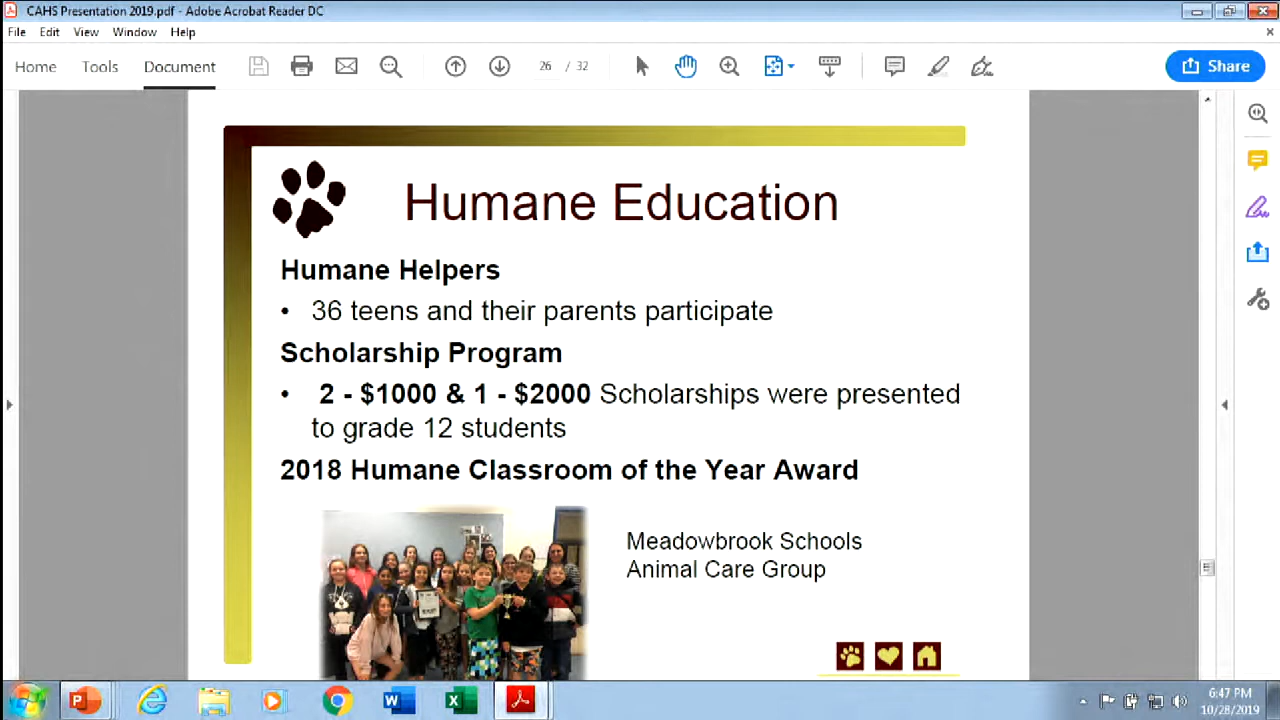 CAHS Presentation 2019.pdf - Adobe Acrobat Reader DC
File Edit View Window Help
Home Tools Document 26 / 32 Share
Humane Education
Humane Helpers
• 36 teens and their parents participate
Scholarship Program
• 2 - $1000 & 1 - $2000 Scholarships were presented
to grade 12 students
2018 Humane Classroom of the Year Award
Meadowbrook Schools
Animal Care Group
6:47 PM
10/28/2019